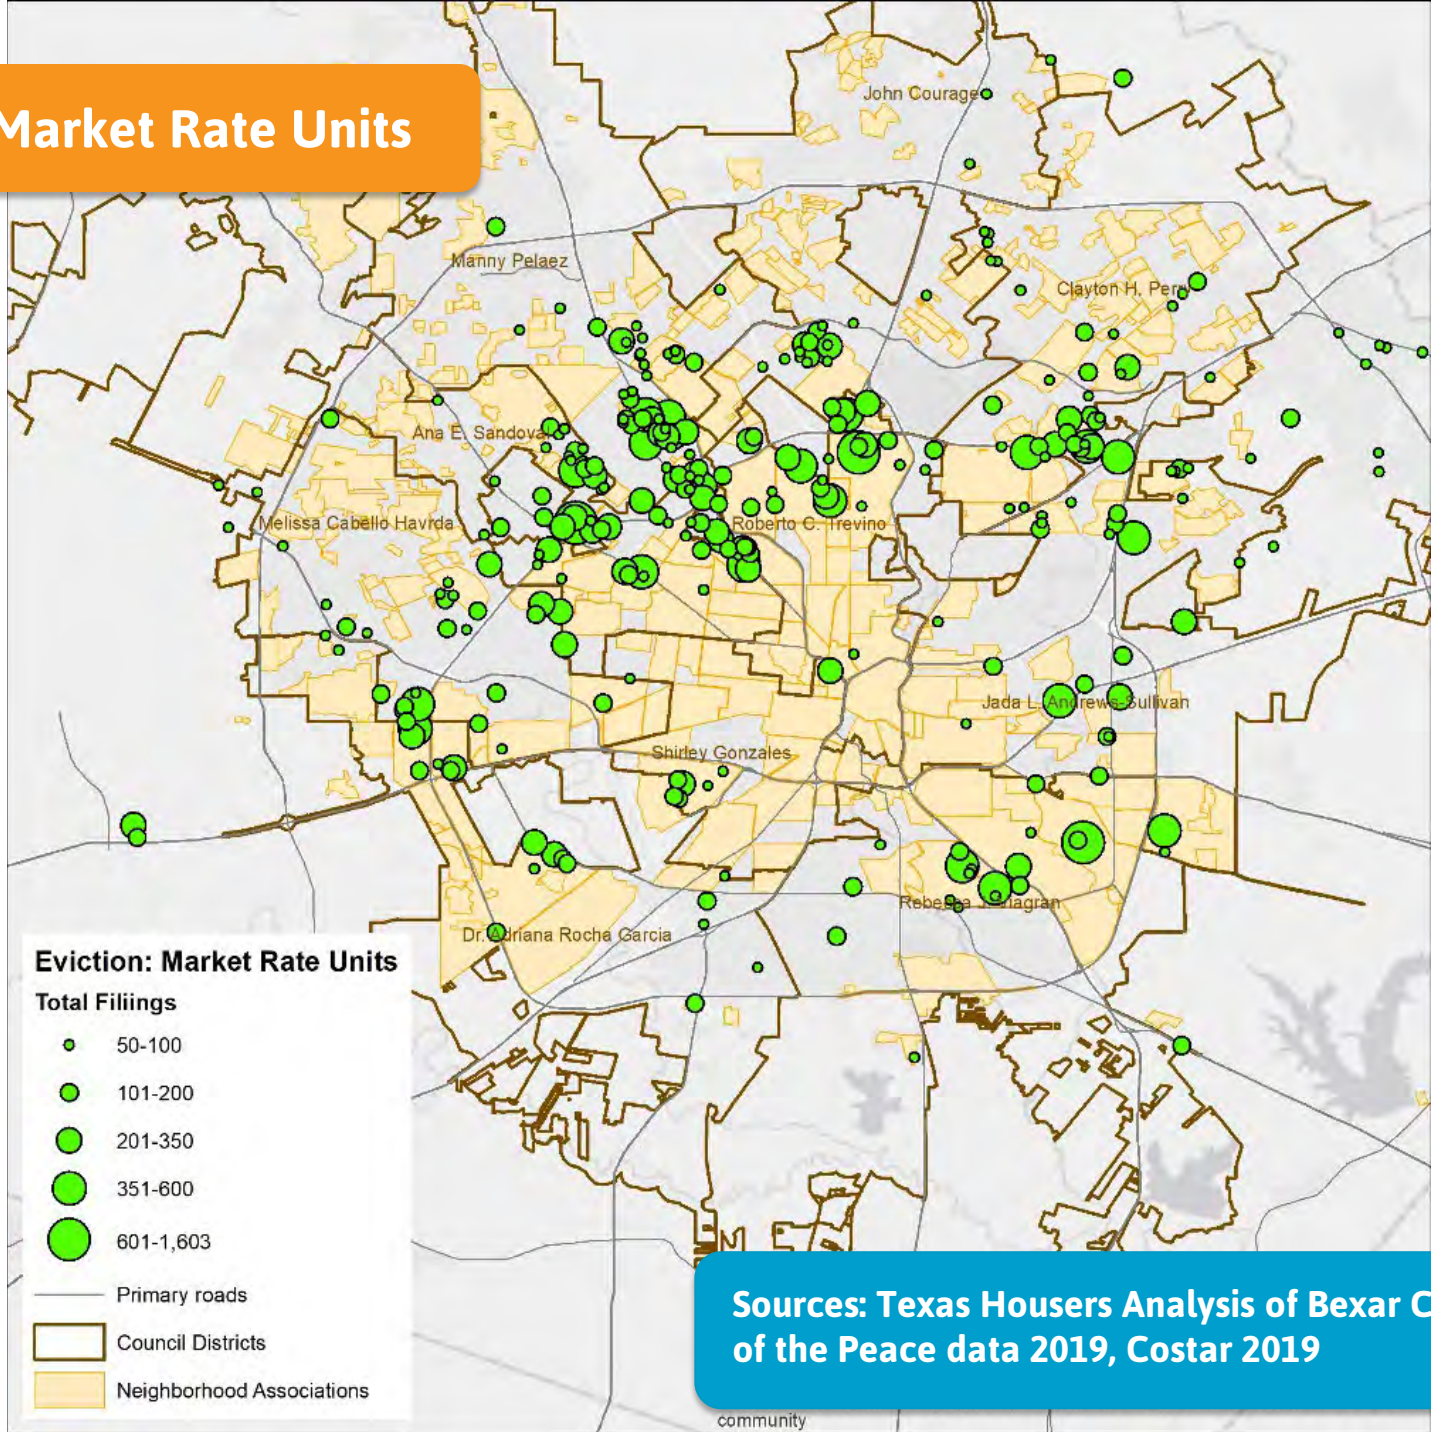 Market Rate Units
John Courage
Manny Pelaez
Clayton H. Perry
Ana E. Sandoval
Melissa Cabello Havrda
Roberto C. Trevino
Jada L. Andrews-Sullivan
Shirley Gonzales
Rebecca J. Viagran
Dr. Adriana Rocha Garcia
Eviction: Market Rate Units
Total Filiings
50-100
101-200
201-350
351-600
601-1,603
Primary roads
Council Districts
Neighborhood Associations
Sources: Texas Housers Analysis of Bexar C
of the Peace data 2019, Costar 2019
community